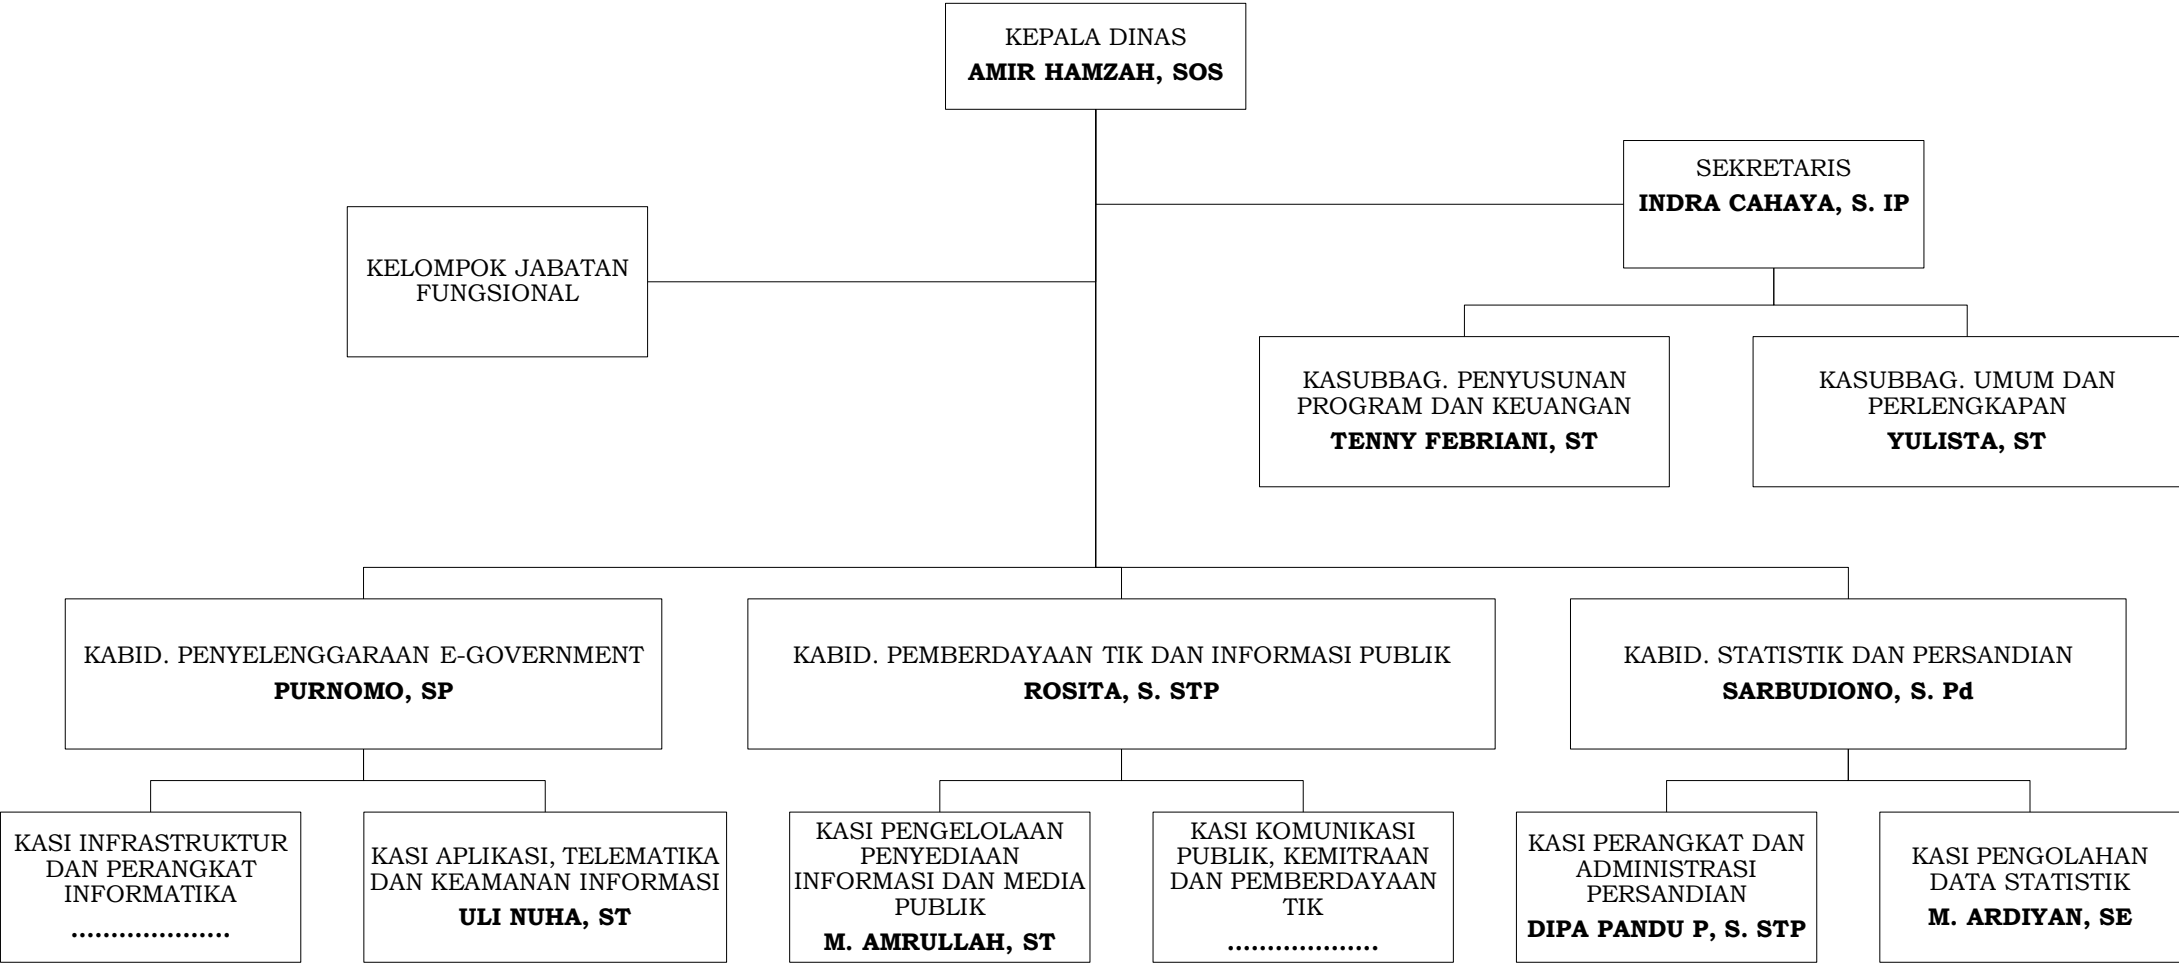 KEPALA DINAS
AMIR HAMZAH, SOS
SEKRETARIS
INDRA CAHAYA, S. IP
KELOMPOK JABATAN
FUNGSIONAL
KASUBBAG. PENYUSUNAN
PROGRAM DAN KEUANGAN
TENNY FEBRIANI, ST
KASUBBAG. UMUM DAN
PERLENGKAPAN
YULISTA, ST
KABID. PENYELENGGARAAN E-GOVERNMENT
PURNOMO, SP
KABID. PEMBERDAYAAN TIK DAN INFORMASI PUBLIK
ROSITA, S. STP
KABID. STATISTIK DAN PERSANDIAN
SARBUDIONO, S. Pd
KASI INFRASTRUKTUR
DAN PERANGKAT
INFORMATIKA
....................
KASI APLIKASI, TELEMATIKA
DAN KEAMANAN INFORMASI
ULI NUHA, ST
KASI PENGELOLAAN
PENYEDIAAN
INFORMASI DAN MEDIA
PUBLIK
M. AMRULLAH, ST
KASI KOMUNIKASI
PUBLIK, KEMITRAAN
DAN PEMBERDAYAAN
TIK
...................
KASI PERANGKAT DAN
ADMINISTRASI
PERSANDIAN
DIPA PANDU P, S. STP
KASI PENGOLAHAN
DATA STATISTIK
M. ARDIYAN, SE